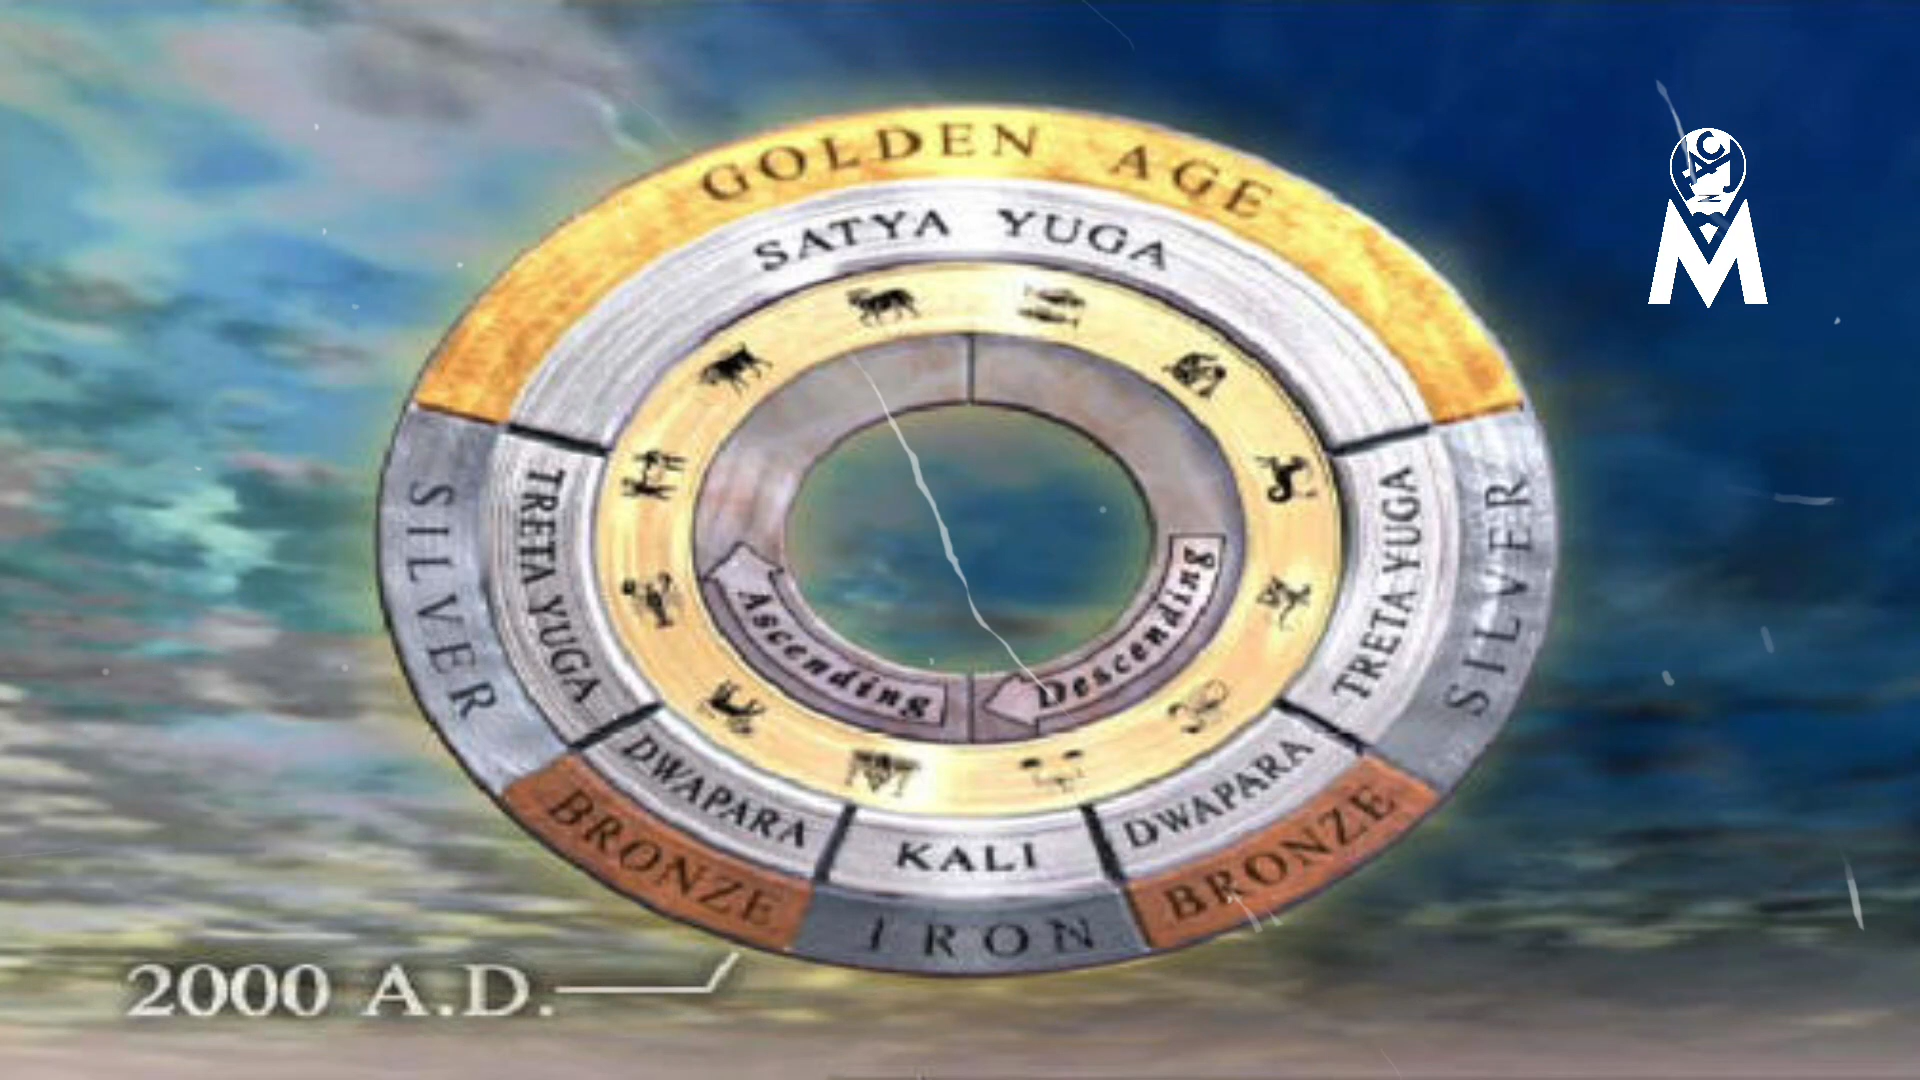 GOLDEN AGE
SATYA YUGA
SILVER
TRETA YUGA
TRETA YUGA
SILVER
Ascending
Descending
DWAPARA
DWAPARA
BRONZE
KALI
BRONZE
IRON
2000 A.D.